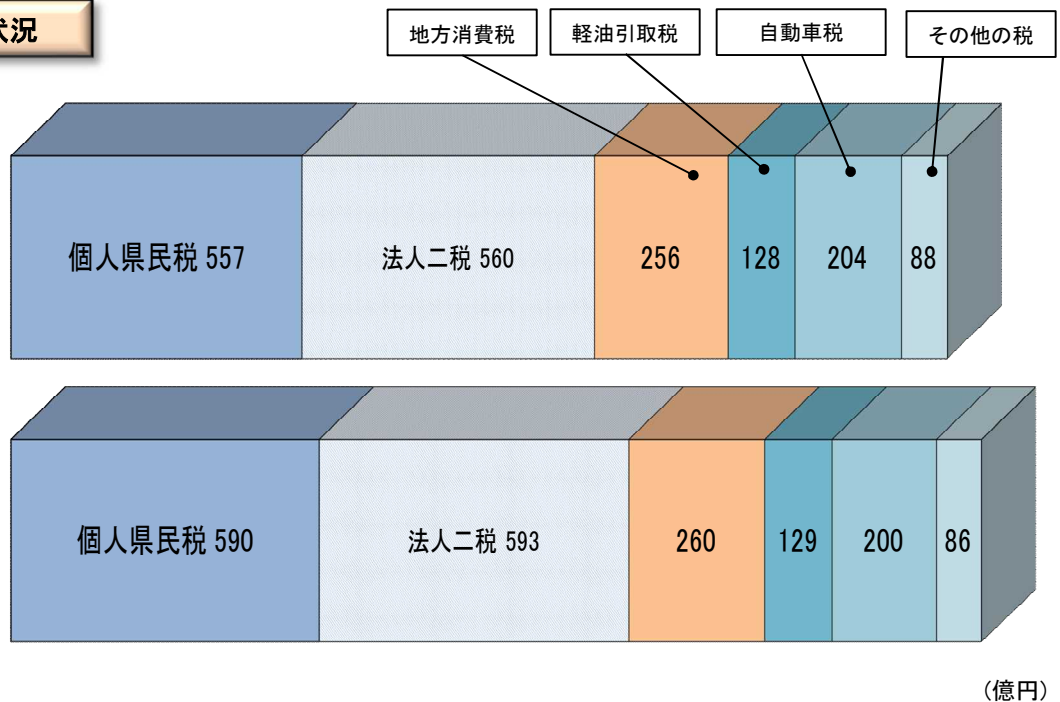 状況
地方消費税
軽油引取税
自動車税
その他の税
個人県民税 557
法人二税 560
256
128
204
88
個人県民税 590
法人二税 593
260
129
200
86
(億円)